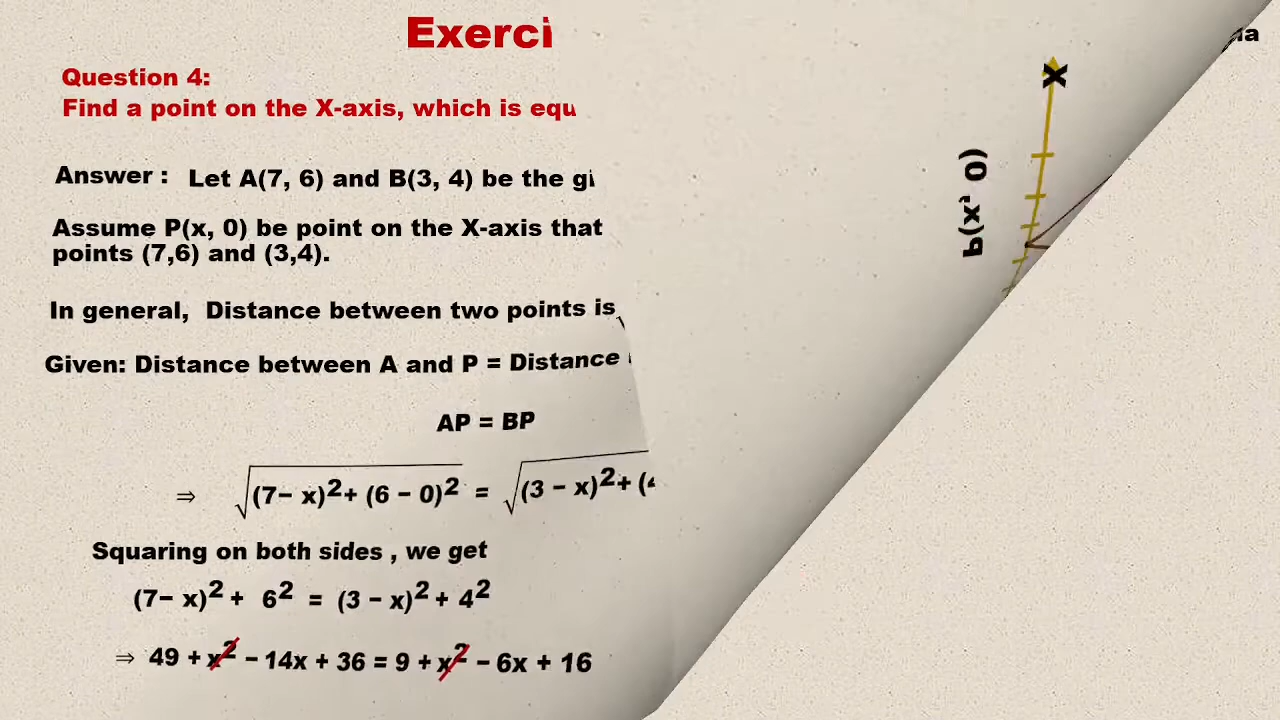 Exerci
Question 4:
Find a point on the X-axis, which is equ
Answer : Let A(7, 6) and B(3, 4) be the gi
Assume P(x, 0) be point on the X-axis that
points (7,6) and (3,4).
In general, Distance between two points is
Given: Distance between A and P = Distance
AP = BP
⇒ √(7− x)²+ (6 − 0)² = √(3 − x)²+ (4
Squaring on both sides , we get
(7− x)² + 6² = (3 − x)² + 4²
⇒ 49 + x² − 14x + 36 = 9 + x² − 6x + 16
X